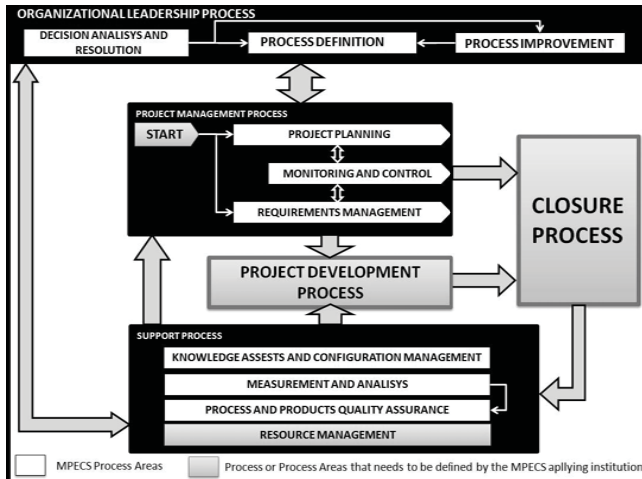 ORGANIZATIONAL LEADERSHIP PROCESS
DECISION ANALISYS AND
RESOLUTION
PROCESS DEFINITION
PROCESS IMPROVEMENT
PROJECT MANAGEMENT PROCESS
START
PROJECT PLANNING
MONITORING AND CONTROL
REQUIREMENTS MANAGEMENT
CLOSURE
PROCESS
PROJECT DEVELOPMENT
PROCESS
SUPPORT PROCESS
KNOWLEDGE ASSESTS AND CONFIGURATION MANAGEMENT
MEASUREMENT AND ANALISYS
PROCESS AND PRODUCTS QUALITY ASSURANCE
RESOURCE MANAGEMENT
MPECS Process Areas
Process or Process Areas that needs to be defined by the MPECS apllying institution